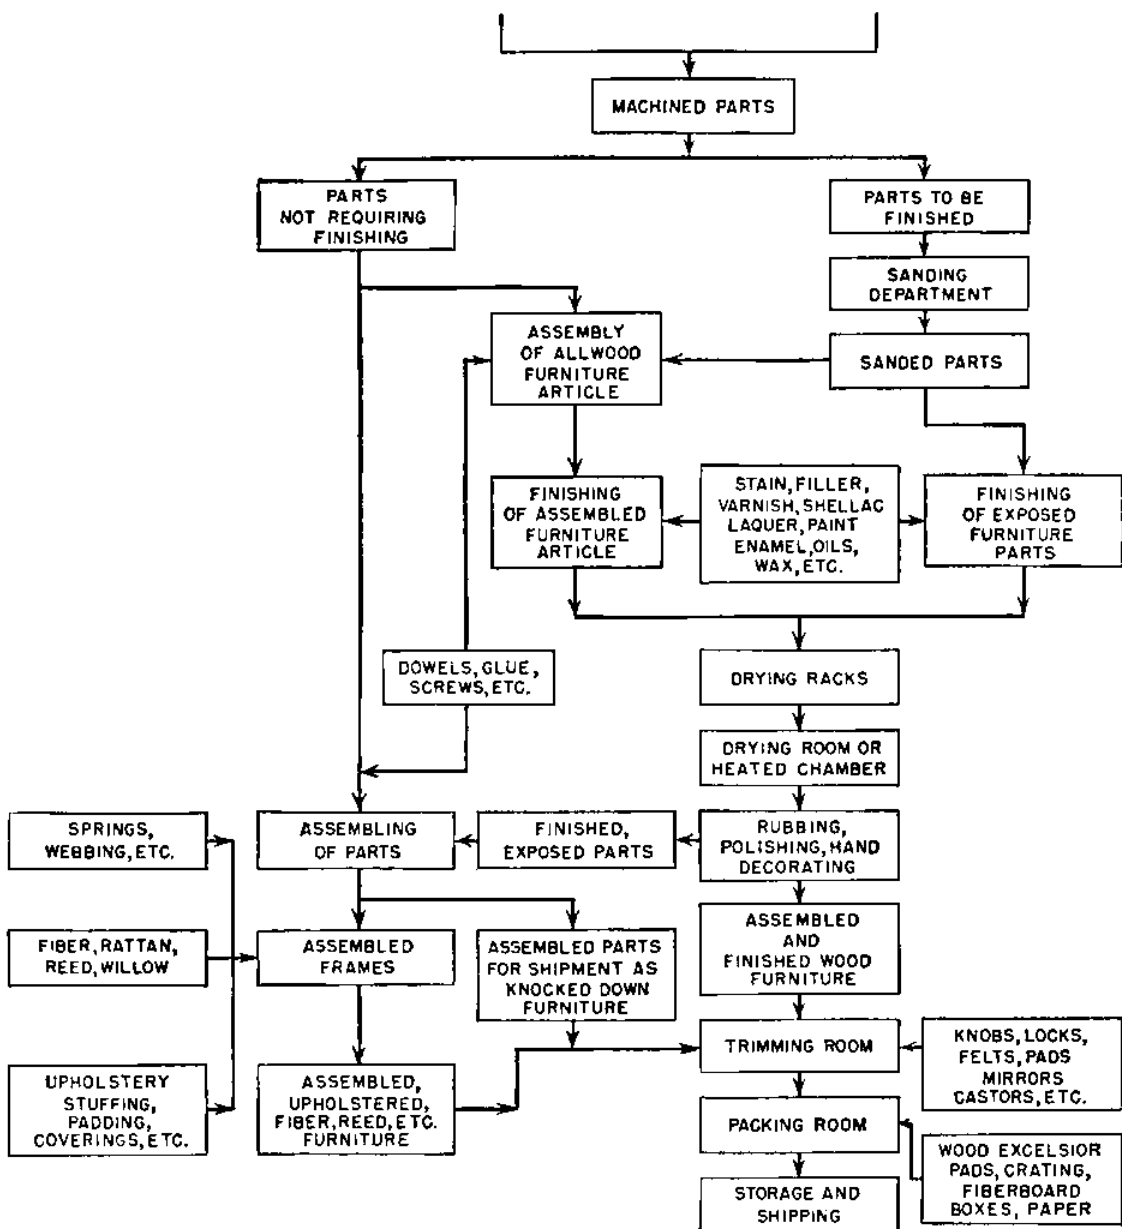 MACHINED PARTS
PARTS
NOT REQUIRING
FINISHING
PARTS TO BE
FINISHED
SANDING
DEPARTMENT
ASSEMBLY
OF ALLWOOD
FURNITURE
ARTICLE
SANDED PARTS
FINISHING
OF ASSEMBLED
FURNITURE
ARTICLE
STAIN, FILLER,
VARNISH, SHELLAC
LAQUER, PAINT
ENAMEL, OILS,
WAX, ETC.
FINISHING
OF EXPOSED
FURNITURE
PARTS
DOWELS, GLUE,
SCREWS, ETC.
DRYING RACKS
DRYING ROOM OR
HEATED CHAMBER
SPRINGS,
WEBBING, ETC.
ASSEMBLING
OF PARTS
FINISHED,
EXPOSED PARTS
RUBBING,
POLISHING, HAND
DECORATING
FIBER, RATTAN,
REED, WILLOW
ASSEMBLED
FRAMES
ASSEMBLED PARTS
FOR SHIPMENT AS
KNOCKED DOWN
FURNITURE
ASSEMBLED
AND
FINISHED WOOD
FURNITURE
TRIMMING ROOM
KNOBS, LOCKS,
FELTS, PADS
MIRRORS
CASTORS, ETC.
UPHOLSTERY
STUFFING,
PADDING,
COVERINGS, ETC.
ASSEMBLED,
UPHOLSTERED,
FIBER, REED, ETC.
FURNITURE
PACKING ROOM
WOOD EXCELSIOR
PADS, CRATING,
FIBERBOARD
BOXES, PAPER
STORAGE AND
SHIPPING